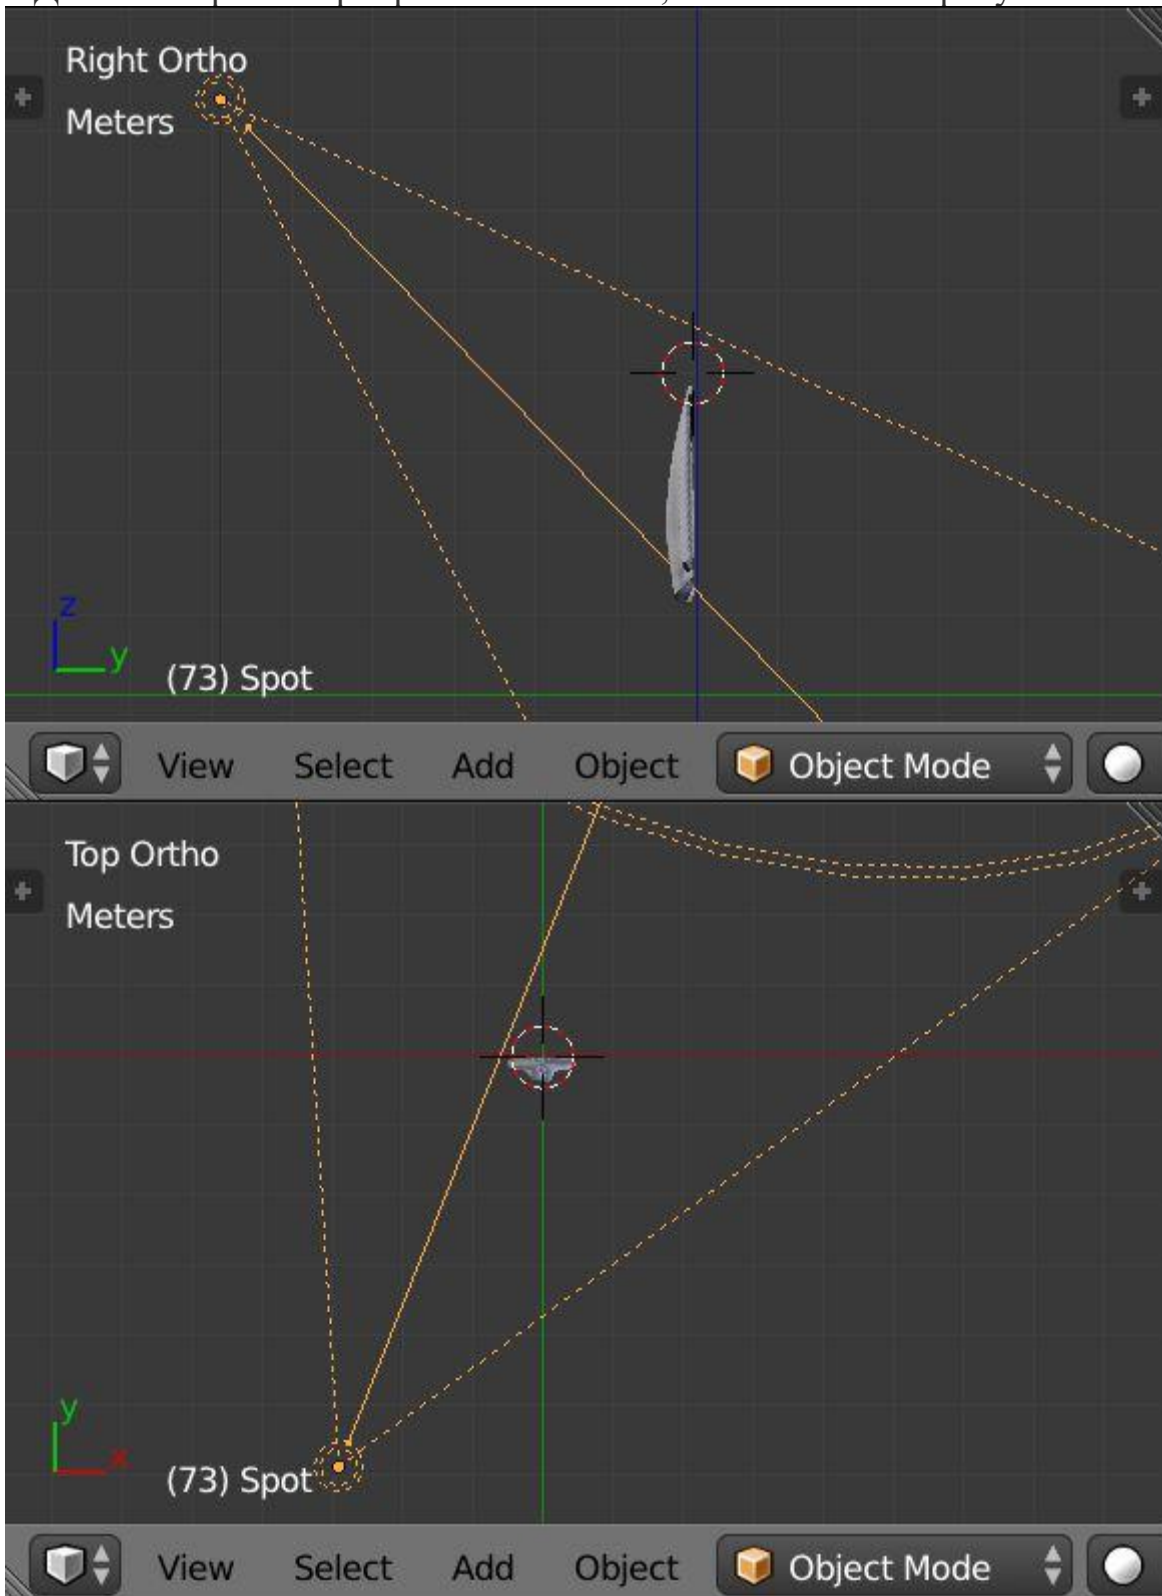 Right Ortho
Meters
z
y
(73) Spot
View Select Add Object Object Mode
Top Ortho
Meters
y
x
(73) Spot
View Select Add Object Object Mode